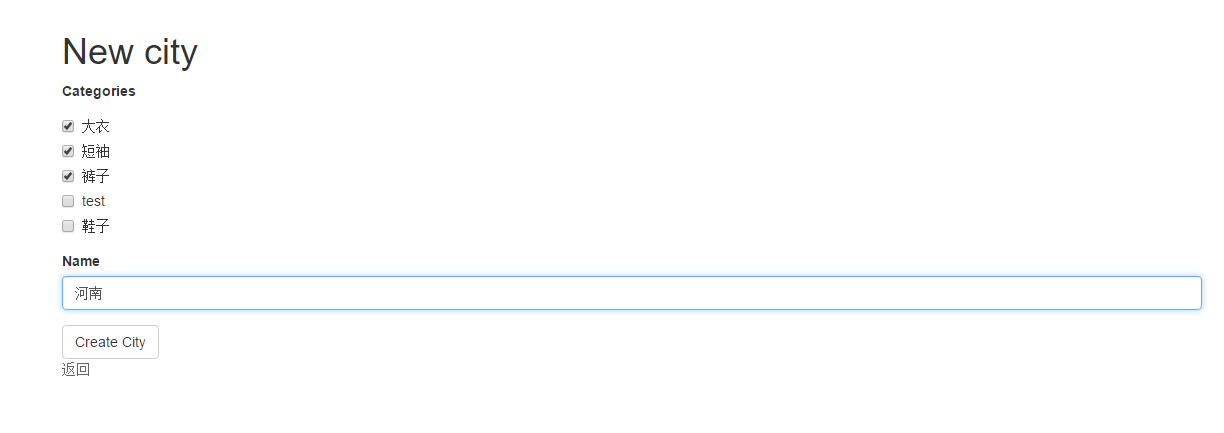 New city
Categories
大衣
短袖
裤子
test
鞋子
Name
河南
Create City
返回